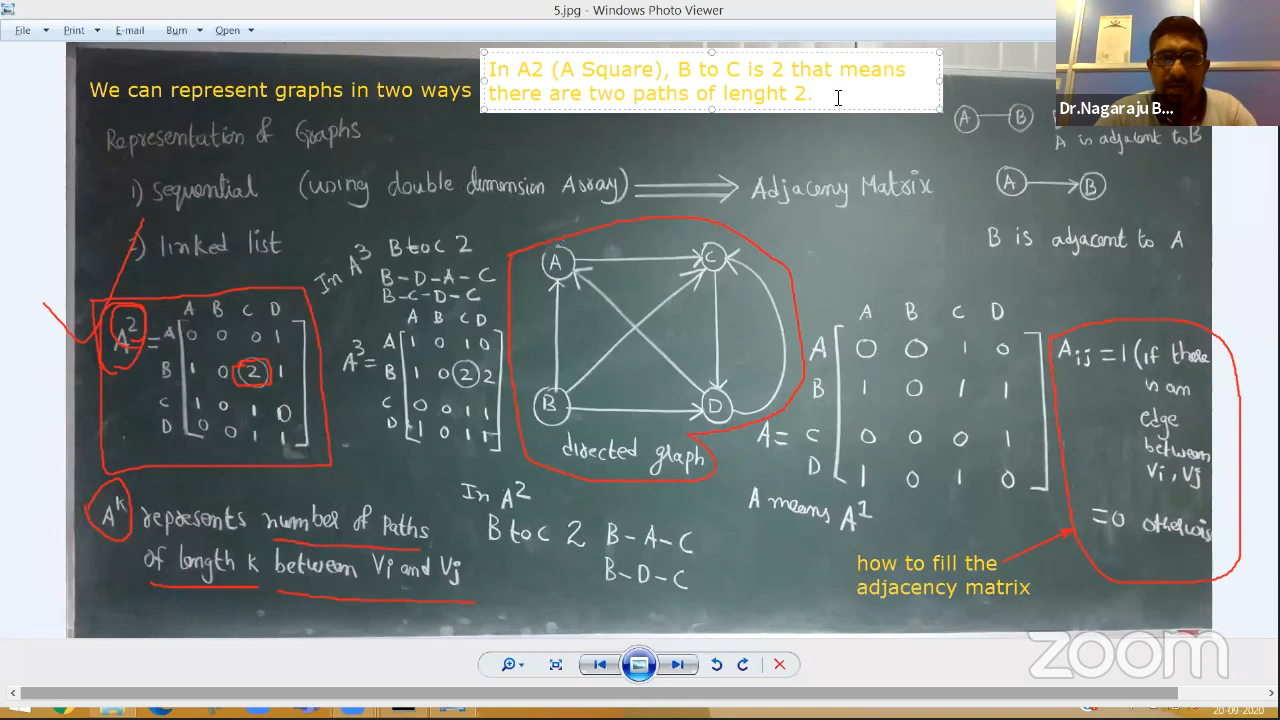 5.jpg - Windows Photo Viewer
File Print E-mail Burn Open
We can represent graphs in two ways
In A2 (A Square), B to C is 2 that means
there are two paths of lenght 2.
Dr.Nagaraju B...
Representation of Graphs
A B
A is adjacent to B
1) sequential (using double dimension Array) ⟹ Adjaceny Matrix
A B
2) linked list
B is adjacent to A
In A³ B to c 2
B-D-A-C
B-C-D-C
A B C D
A² = A 0 0 0 1
B 1 0 2 1
C 1 0 1 0
D 0 0 1 1
A B C D
A³ = A 1 0 1 0
B 1 0 2 2
C 0 0 1 1
D 1 0 1 1
A C
B D
directed graph
A B C D
A 0 0 1 0
B 1 0 1 1
A = C 0 0 0 1
D 1 0 1 0
A means A¹
Aij = 1 (if there
is an
edge
between
Vi, Vj
= 0
how to fill the
adjacency matrix
Aᵏ represents number of paths
of length k between Vi and Vj
In A²
B to C 2 B-A-C
B-D-C
zoom
20-09-2020